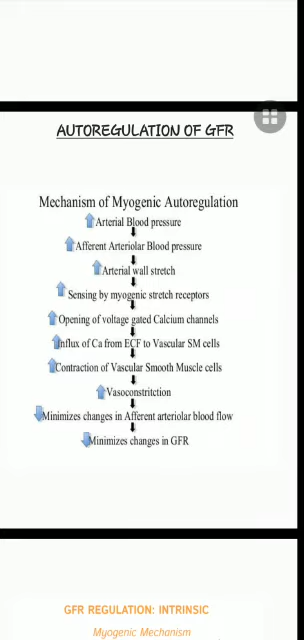 AUTOREGULATION OF GFR
Mechanism of Myogenic Autoregulation
Arterial Blood pressure
Afferent Arteriolar Blood pressure
Arterial wall stretch
Sensing by myogenic stretch receptors
Opening of voltage gated Calcium channels
Influx of Ca from ECF to Vascular SM cells
Contraction of Vascular Smooth Muscle cells
Vasoconstritction
Minimizes changes in Afferent arteriolar blood flow
Minimizes changes in GFR
GFR REGULATION: INTRINSIC
Myogenic Mechanism